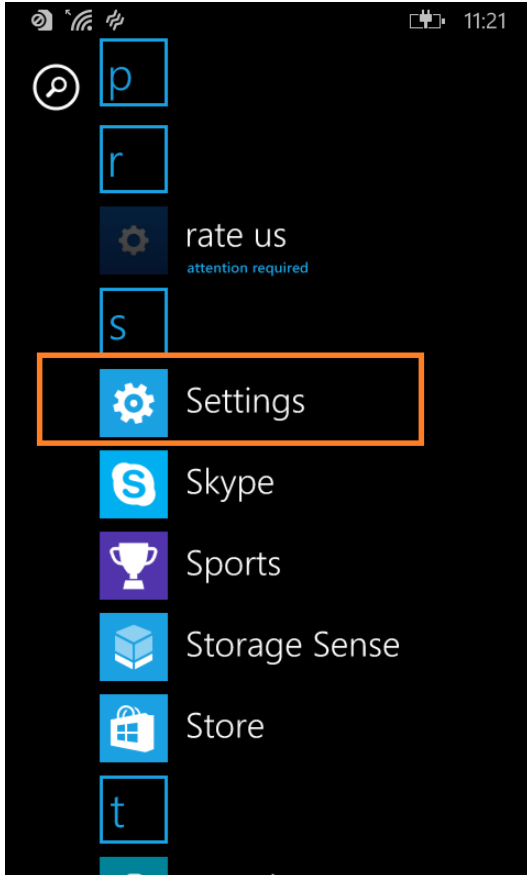 11:21
p
r
rate us
attention required
s
Settings
Skype
Sports
Storage Sense
Store
t